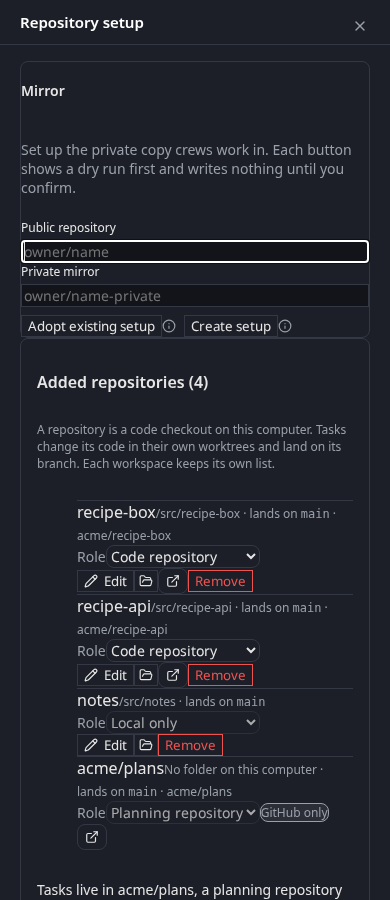 Repository setup
Mirror
Set up the private copy crews work in. Each button
shows a dry run first and writes nothing until you
confirm.
Public repository
owner/name
Private mirror
owner/name-private
Adopt existing setup Create setup
Added repositories (4)
A repository is a code checkout on this computer. Tasks
change its code in their own worktrees and land on its
branch. Each workspace keeps its own list.
recipe-box/src/recipe-box · lands on main ·
acme/recipe-box
Role Code repository
Edit Remove
recipe-api/src/recipe-api · lands on main ·
acme/recipe-api
Role Code repository
Edit Remove
notes/src/notes · lands on main
Role Local only
Edit Remove
acme/plansNo folder on this computer ·
lands on main · acme/plans
Role Planning repository GitHub only
Tasks live in acme/plans, a planning repository